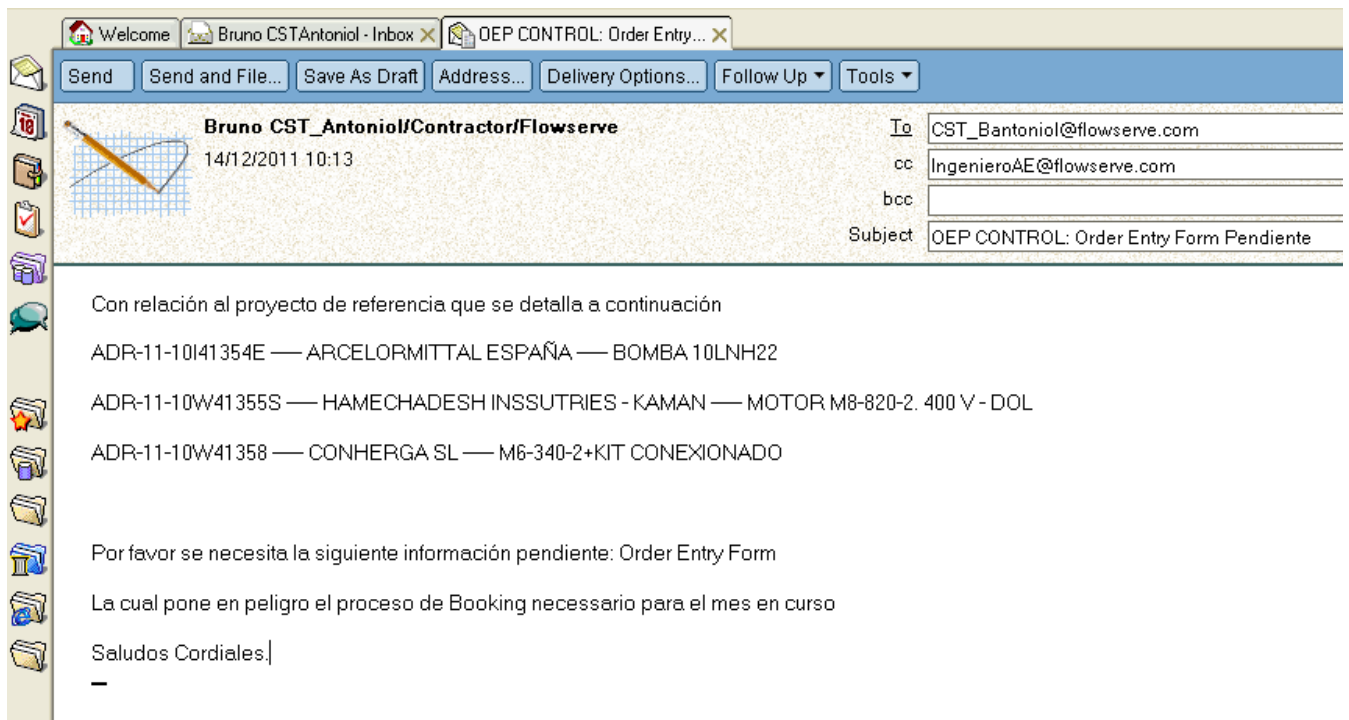 Welcome Bruno CSTAntoniol - Inbox OEP CONTROL: Order Entry...
Send Send and File... Save As Draft Address... Delivery Options... Follow Up Tools
Bruno CST_Antoniol/Contractor/Flowserve
14/12/2011 10:13
To CST_Bantoniol@flowserve.com
cc IngenieroAE@flowserve.com
bcc
Subject OEP CONTROL: Order Entry Form Pendiente
10
Con relación al proyecto de referencia que se detalla a continuación
ADR-11-10I41354E —– ARCELORMITTAL ESPAÑA —– BOMBA 10LNH22
ADR-11-10W41355S —– HAMECHADESH INSSUTRIES - KAMAN —– MOTOR M8-820-2. 400 V - DOL
ADR-11-10W41358 —– CONHERGA SL —– M6-340-2+KIT CONEXIONADO
Por favor se necesita la siguiente información pendiente: Order Entry Form
La cual pone en peligro el proceso de Booking necessario para el mes en curso
Saludos Cordiales.